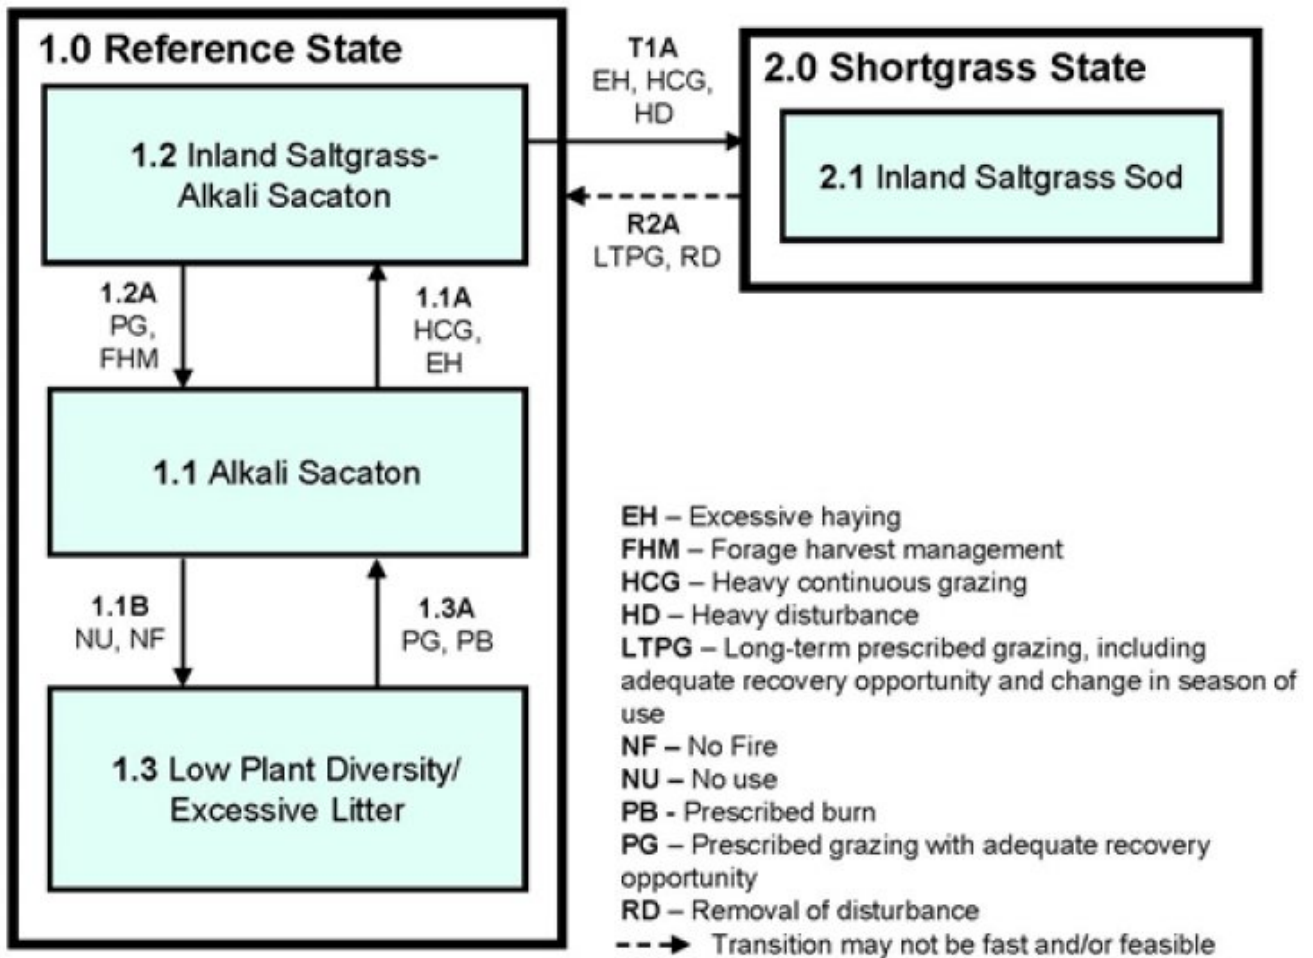 1.0 Reference State
1.2 Inland Saltgrass-
Alkali Sacaton
1.2A
PG,
FHM
1.1A
HCG,
EH
1.1 Alkali Sacaton
1.1B
NU, NF
1.3A
PG, PB
1.3 Low Plant Diversity/
Excessive Litter
T1A
EH, HCG,
HD
R2A
LTPG, RD
2.0 Shortgrass State
2.1 Inland Saltgrass Sod
EH – Excessive haying
FHM – Forage harvest management
HCG – Heavy continuous grazing
HD – Heavy disturbance
LTPG – Long-term prescribed grazing, including
adequate recovery opportunity and change in season of
use
NF – No Fire
NU – No use
PB - Prescribed burn
PG – Prescribed grazing with adequate recovery
opportunity
RD – Removal of disturbance
Transition may not be fast and/or feasible